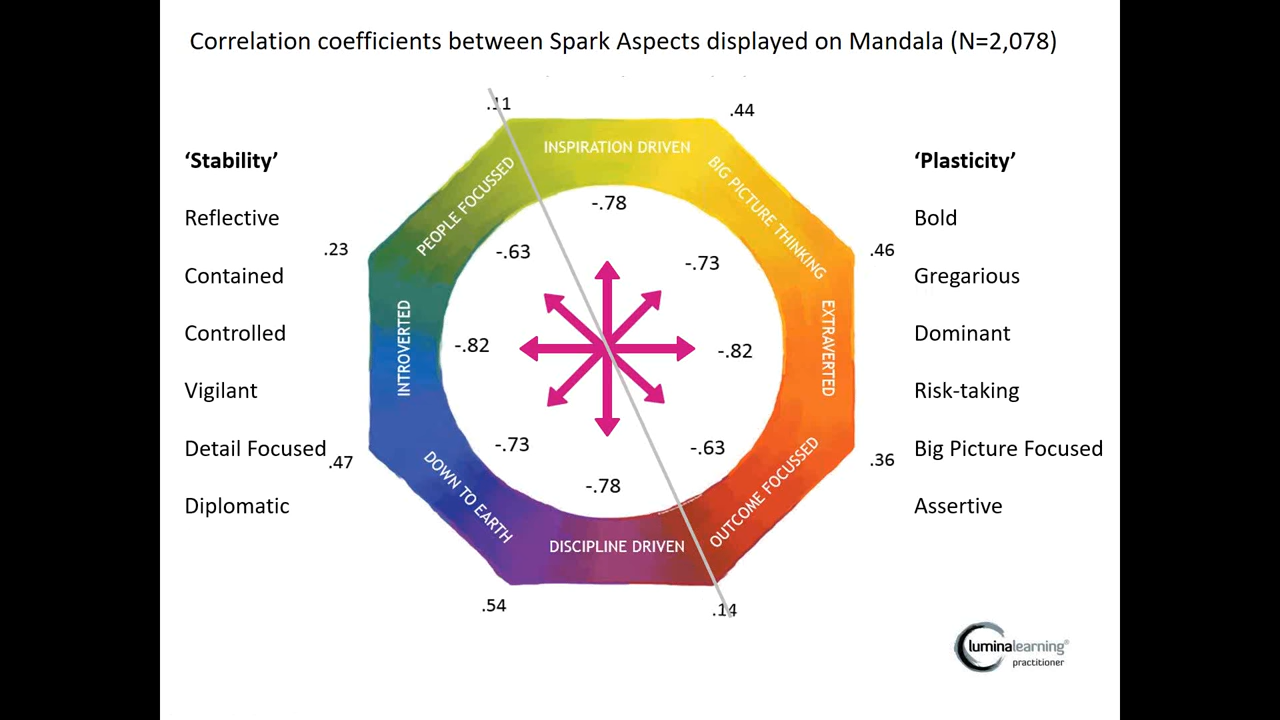 Correlation coefficients between Spark Aspects displayed on Mandala (N=2,078)
.11
.44
'Stability'
'Plasticity'
INSPIRATION DRIVEN
PEOPLE FOCUSSED
BIG PICTURE THINKING
-.78
Reflective
Bold
.23
-.63
-.73
.46
Contained
Gregarious
Controlled
Dominant
INTROVERTED
-.82
-.82
EXTRAVERTED
Vigilant
Risk-taking
Detail Focused
.47
-.73
-.63
.36
Big Picture Focused
DOWN TO EARTH
-.78
OUTCOME FOCUSSED
Diplomatic
Assertive
DISCIPLINE DRIVEN
.54
.14
luminalearning®
practitioner